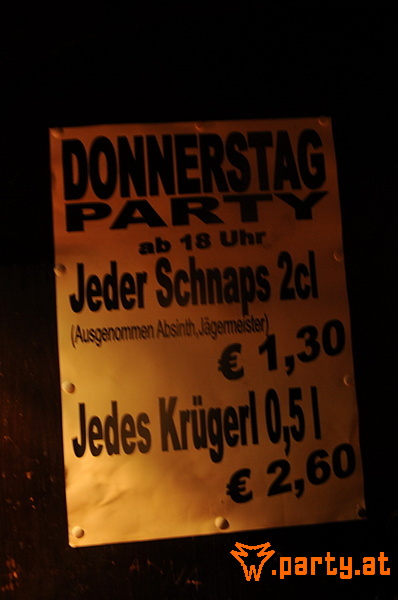 DONNERSTAG
PARTY
ab 18 Uhr
Jeder Schnaps 2cl
(Ausgenommen Absinth,Jägermeister)
€ 1,30
Jedes Krügerl 0,5 l
€ 2,60
w.party.at